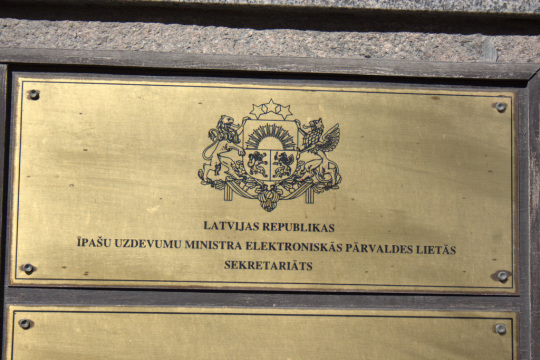 LATVIJAS REPUBLIKAS
ĪPAŠU UZDEVUMU MINISTRA ELEKTRONISKĀS PĀRVALDES LIETĀS
SEKRETARIĀTS